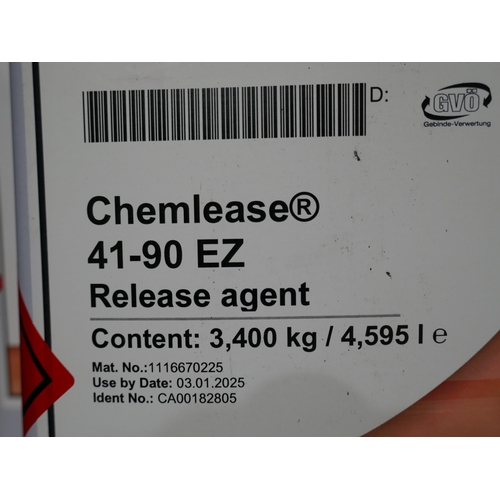 D:
GVÖ
Gebinde-Verwertung
Chemlease®
41-90 EZ
Release agent
Content: 3,400 kg / 4,595 l ℮
Mat. No.:1116670225
Use by Date: 03.01.2025
Ident No.: CA00182805